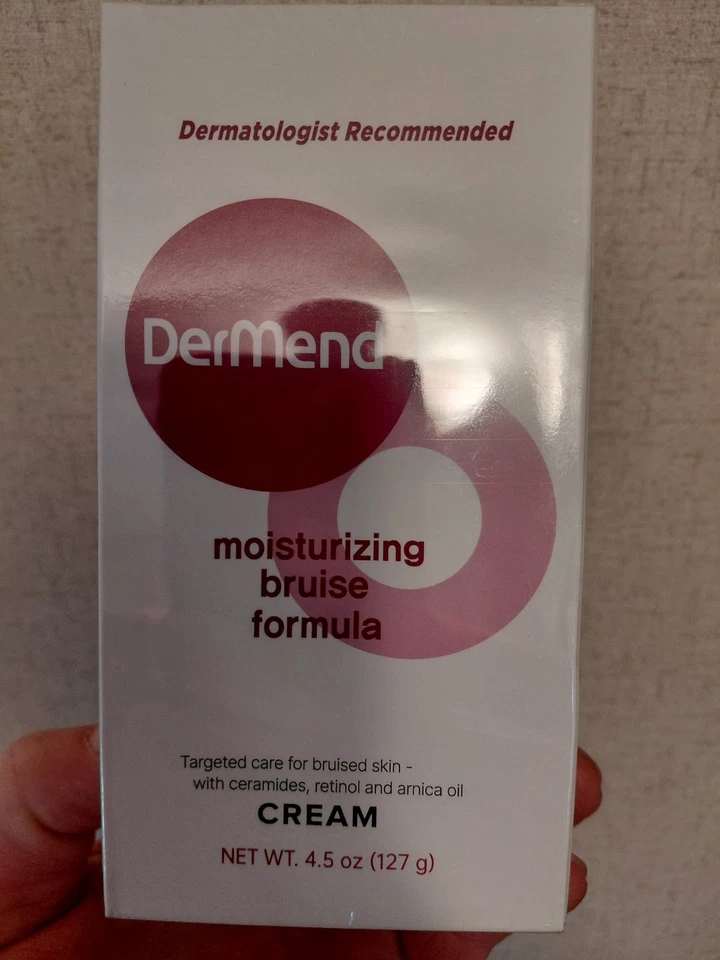 Dermatologist Recommended
DerMend
moisturizing
bruise
formula
Targeted care for bruised skin -
with ceramides, retinol and arnica oil
CREAM
NET WT. 4.5 oz (127 g)